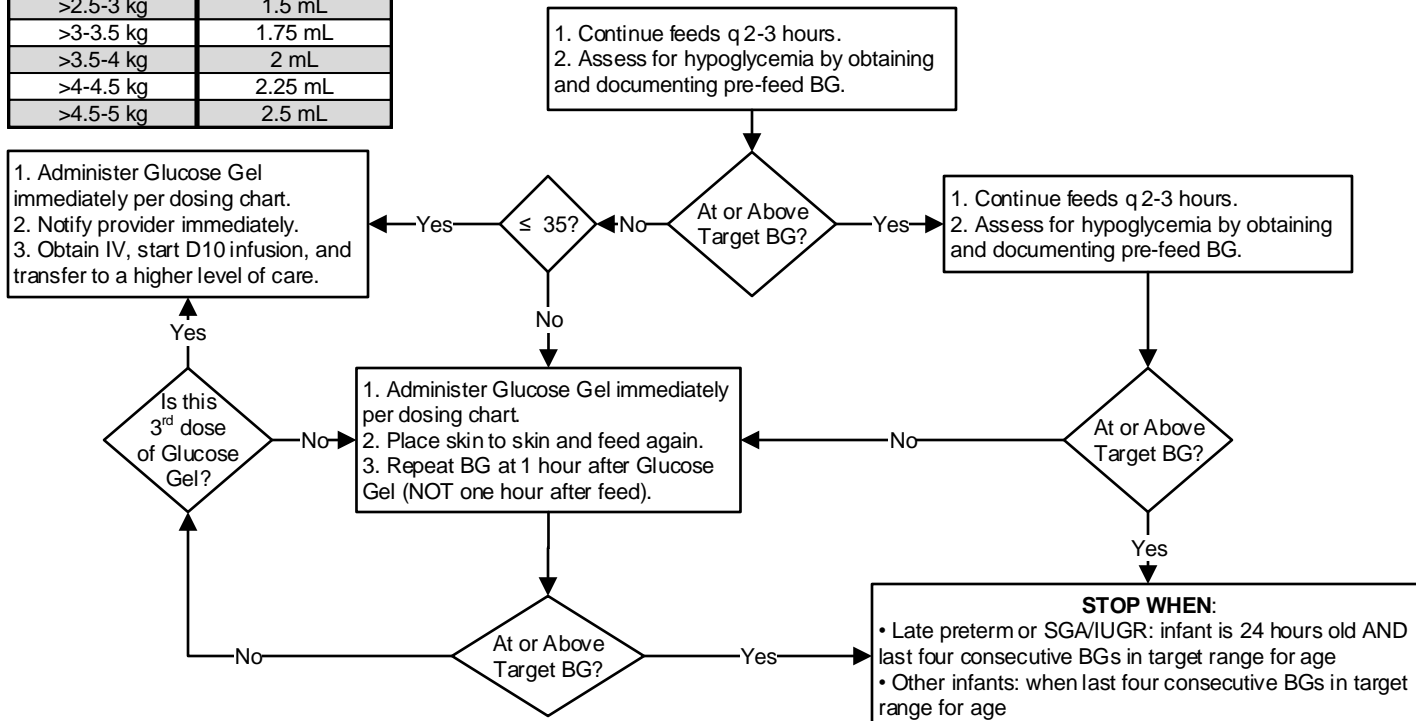 >2.5-3 kg 1.5 mL
>3-3.5 kg 1.75 mL
>3.5-4 kg 2 mL
>4-4.5 kg 2.25 mL
>4.5-5 kg 2.5 mL
1. Continue feeds q 2-3 hours.
2. Assess for hypoglycemia by obtaining
and documenting pre-feed BG.
1. Administer Glucose Gel
immediately per dosing chart.
2. Notify provider immediately.
3. Obtain IV, start D10 infusion, and
transfer to a higher level of care.
Yes
≤ 35?
No
At or Above
Target BG?
Yes
1. Continue feeds q 2-3 hours.
2. Assess for hypoglycemia by obtaining
and documenting pre-feed BG.
Yes
No
Is this
3rd dose
of Glucose
Gel?
No
1. Administer Glucose Gel immediately
per dosing chart.
2. Place skin to skin and feed again.
3. Repeat BG at 1 hour after Glucose
Gel (NOT one hour after feed).
No
At or Above
Target BG?
Yes
No
At or Above
Target BG?
Yes
STOP WHEN:
• Late preterm or SGA/IUGR: infant is 24 hours old AND
last four consecutive BGs in target range for age
• Other infants: when last four consecutive BGs in target
range for age